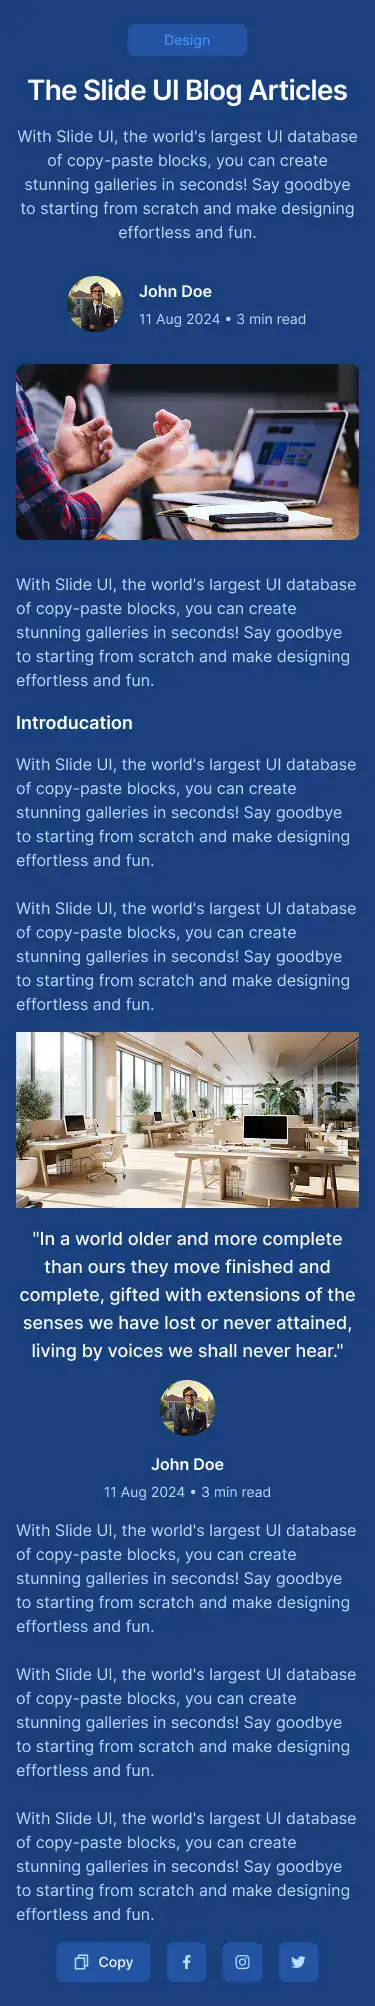 Design
The Slide UI Blog Articles
With Slide UI, the world's largest UI database
of copy-paste blocks, you can create
stunning galleries in seconds! Say goodbye
to starting from scratch and make designing
effortless and fun.
John Doe
11 Aug 2024 • 3 min read
With Slide UI, the world's largest UI database
of copy-paste blocks, you can create
stunning galleries in seconds! Say goodbye
to starting from scratch and make designing
effortless and fun.
Introducation
With Slide UI, the world's largest UI database
of copy-paste blocks, you can create
stunning galleries in seconds! Say goodbye
to starting from scratch and make designing
effortless and fun.
With Slide UI, the world's largest UI database
of copy-paste blocks, you can create
stunning galleries in seconds! Say goodbye
to starting from scratch and make designing
effortless and fun.
"In a world older and more complete
than ours they move finished and
complete, gifted with extensions of the
senses we have lost or never attained,
living by voices we shall never hear."
John Doe
11 Aug 2024 • 3 min read
With Slide UI, the world's largest UI database
of copy-paste blocks, you can create
stunning galleries in seconds! Say goodbye
to starting from scratch and make designing
effortless and fun.
With Slide UI, the world's largest UI database
of copy-paste blocks, you can create
stunning galleries in seconds! Say goodbye
to starting from scratch and make designing
effortless and fun.
With Slide UI, the world's largest UI database
of copy-paste blocks, you can create
stunning galleries in seconds! Say goodbye
to starting from scratch and make designing
effortless and fun.
Copy